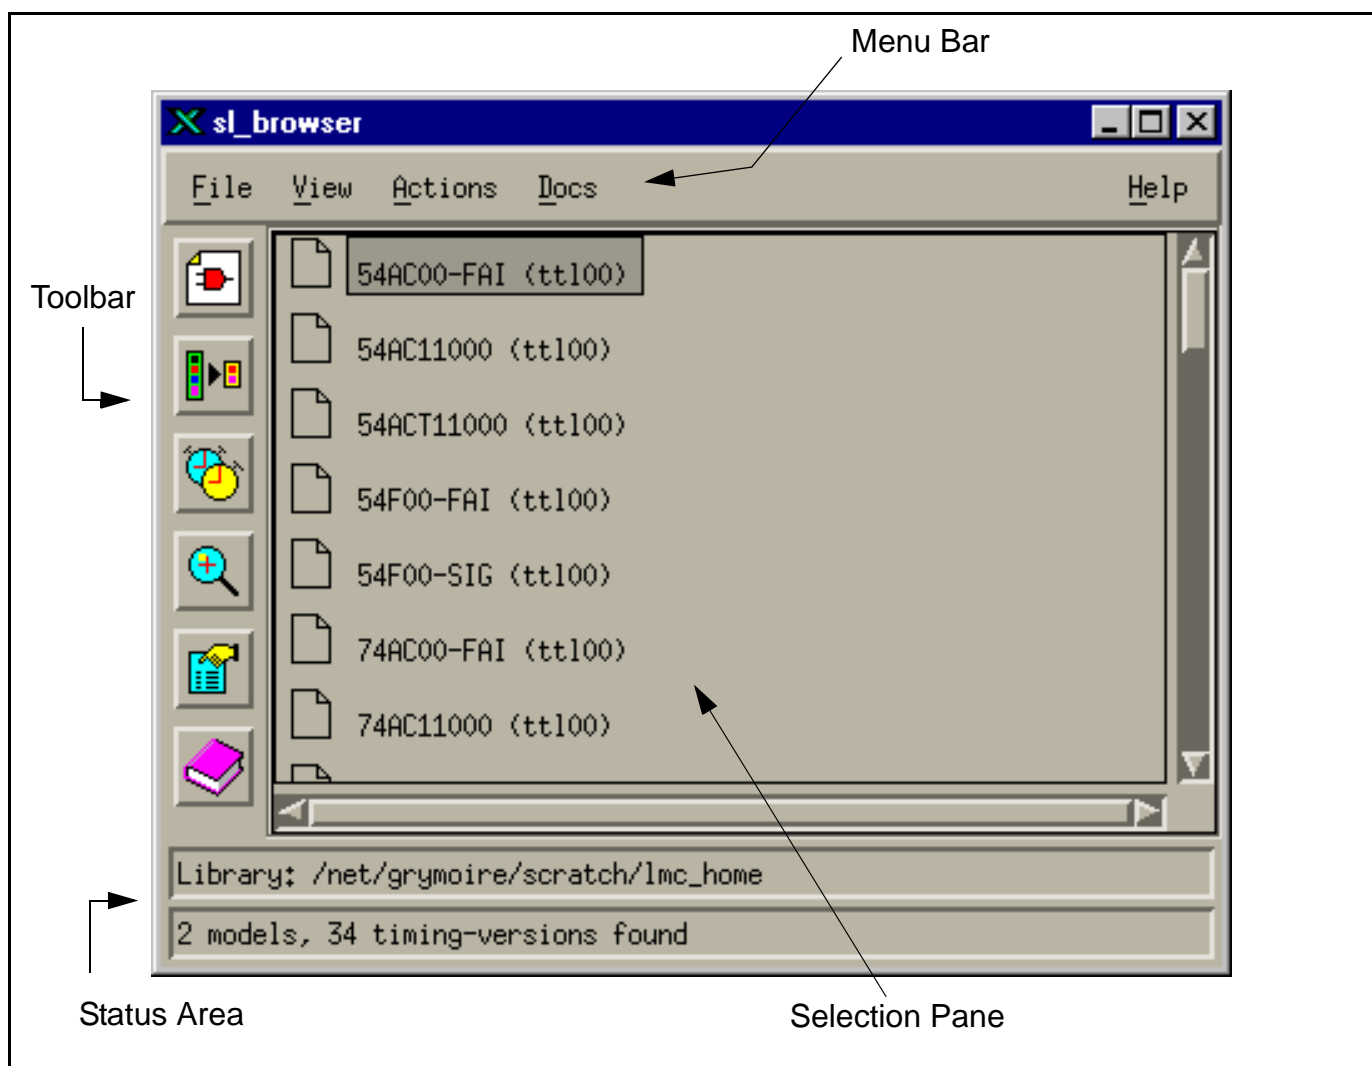 Menu Bar
sl_browser
File View Actions Docs Help
Toolbar
54AC00-FAI (ttl00)
54AC11000 (ttl00)
54ACT11000 (ttl00)
54F00-FAI (ttl00)
54F00-SIG (ttl00)
74AC00-FAI (ttl00)
74AC11000 (ttl00)
Library: /net/grymoire/scratch/lmc_home
2 models, 34 timing-versions found
Status Area
Selection Pane